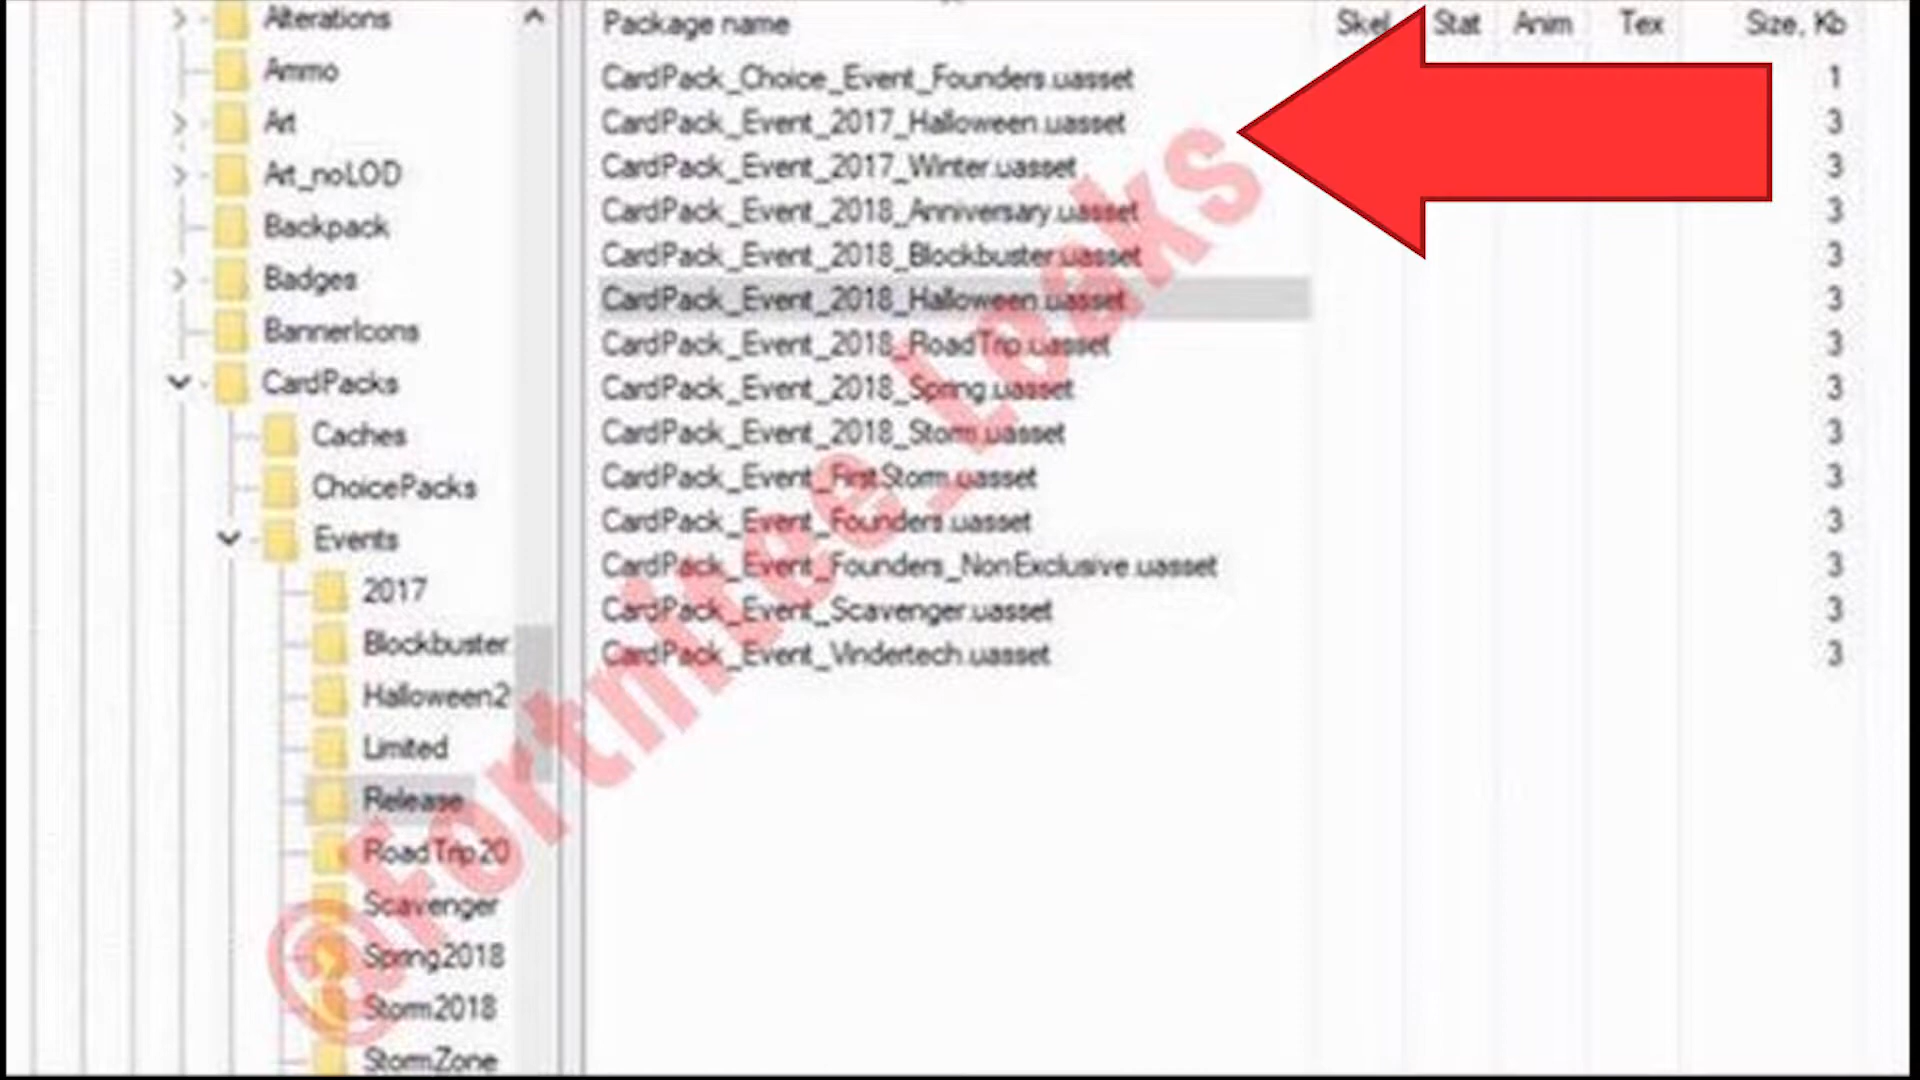 Alterations
Ammo
Art
Art_noLOD
Backpack
Badges
BannerIcons
CardPacks
Caches
ChoicePacks
Events
2017
Blockbuster
Halloween2
Limited
Release
RoadTrip20
Scavenger
Spring2018
Storm2018
StormZone
Package name Skel Stat Anim Tex Size, Kb
CardPack_Choice_Event_Founders.uasset 1
CardPack_Event_2017_Halloween.uasset 3
CardPack_Event_2017_Winter.uasset 3
CardPack_Event_2018_Anniversary.uasset 3
CardPack_Event_2018_Blockbuster.uasset 3
CardPack_Event_2018_Halloween.uasset 3
CardPack_Event_2018_RoadTrip.uasset 3
CardPack_Event_2018_Spring.uasset 3
CardPack_Event_2018_Storm.uasset 3
CardPack_Event_FirstStorm.uasset 3
CardPack_Event_Founders.uasset 3
CardPack_Event_Founders_NonExclusive.uasset 3
CardPack_Event_Scavenger.uasset 3
CardPack_Event_Vindertech.uasset 3
@Fortnitee_Leaks